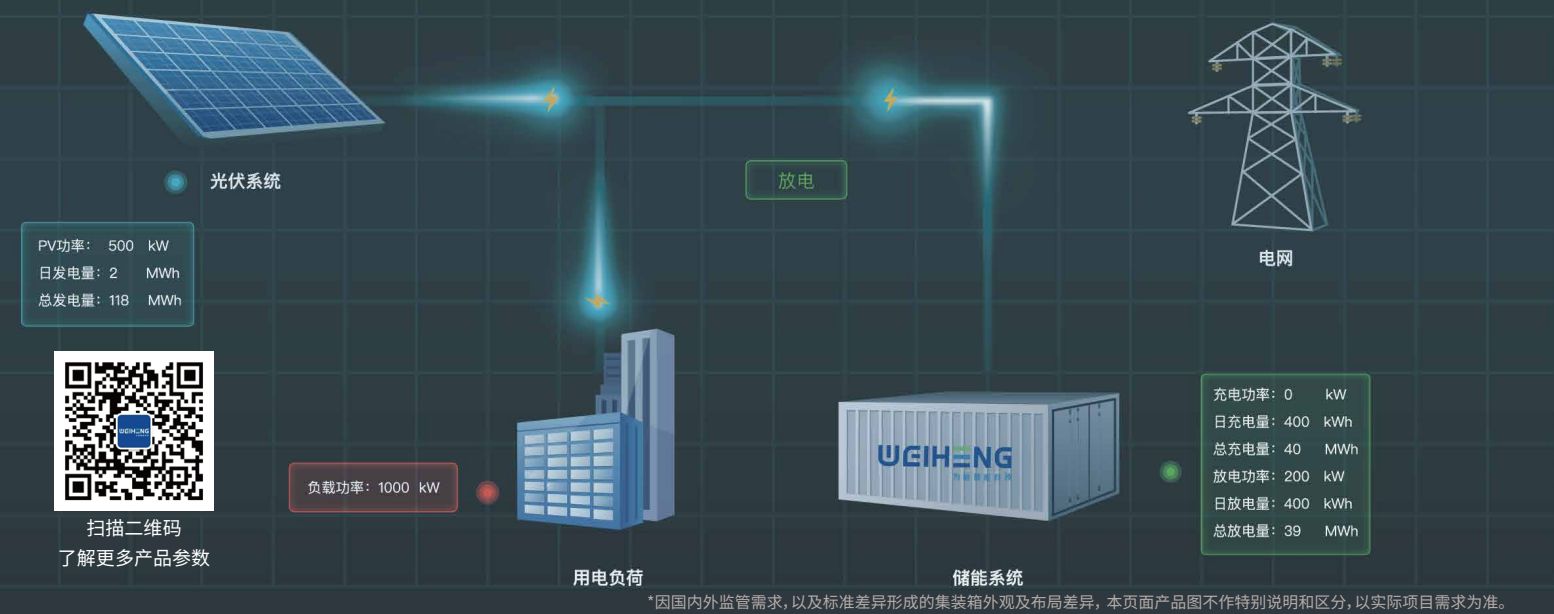 光伏系统
放电
电网
PV功率： 500 kW
日发电量：2 MWh
总发电量：118 MWh
WEIHENG
扫描二维码
了解更多产品参数
负载功率：1000 kW
用电负荷
WEIHENG
储能系统
充电功率：0 kW
日充电量：400 kWh
总充电量：40 MWh
放电功率：200 kW
日放电量：400 kWh
总放电量：39 MWh
*因国内外监管需求，以及标准差异形成的集装箱外观及布局差异，本页面产品图不作特别说明和区分，以实际项目需求为准。